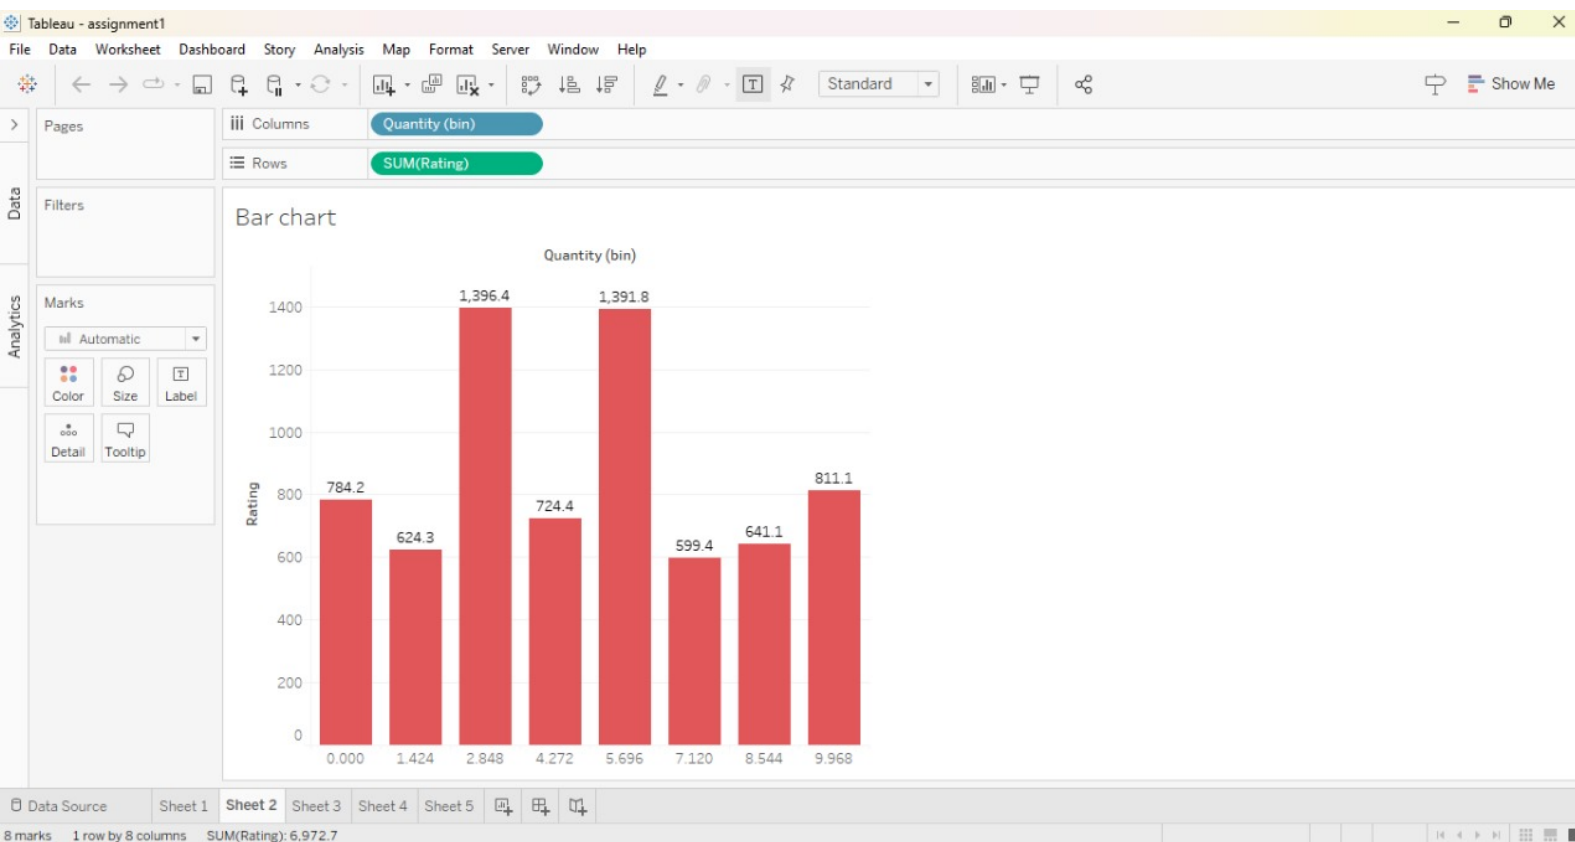 Tableau - assignment1
File Data Worksheet Dashboard Story Analysis Map Format Server Window Help
Standard
Show Me
Pages
iii Columns
Quantity (bin)
Rows
SUM(Rating)
Data
Analytics
Filters
Marks
Automatic
Color Size Label
Detail Tooltip
Bar chart
Quantity (bin)
Rating
1400
1200
1000
800
600
400
200
0
784.2
624.3
1,396.4
724.4
1,391.8
599.4
641.1
811.1
0.000 1.424 2.848 4.272 5.696 7.120 8.544 9.968
Data Source Sheet 1 Sheet 2 Sheet 3 Sheet 4 Sheet 5
8 marks 1 row by 8 columns SUM(Rating): 6,972.7